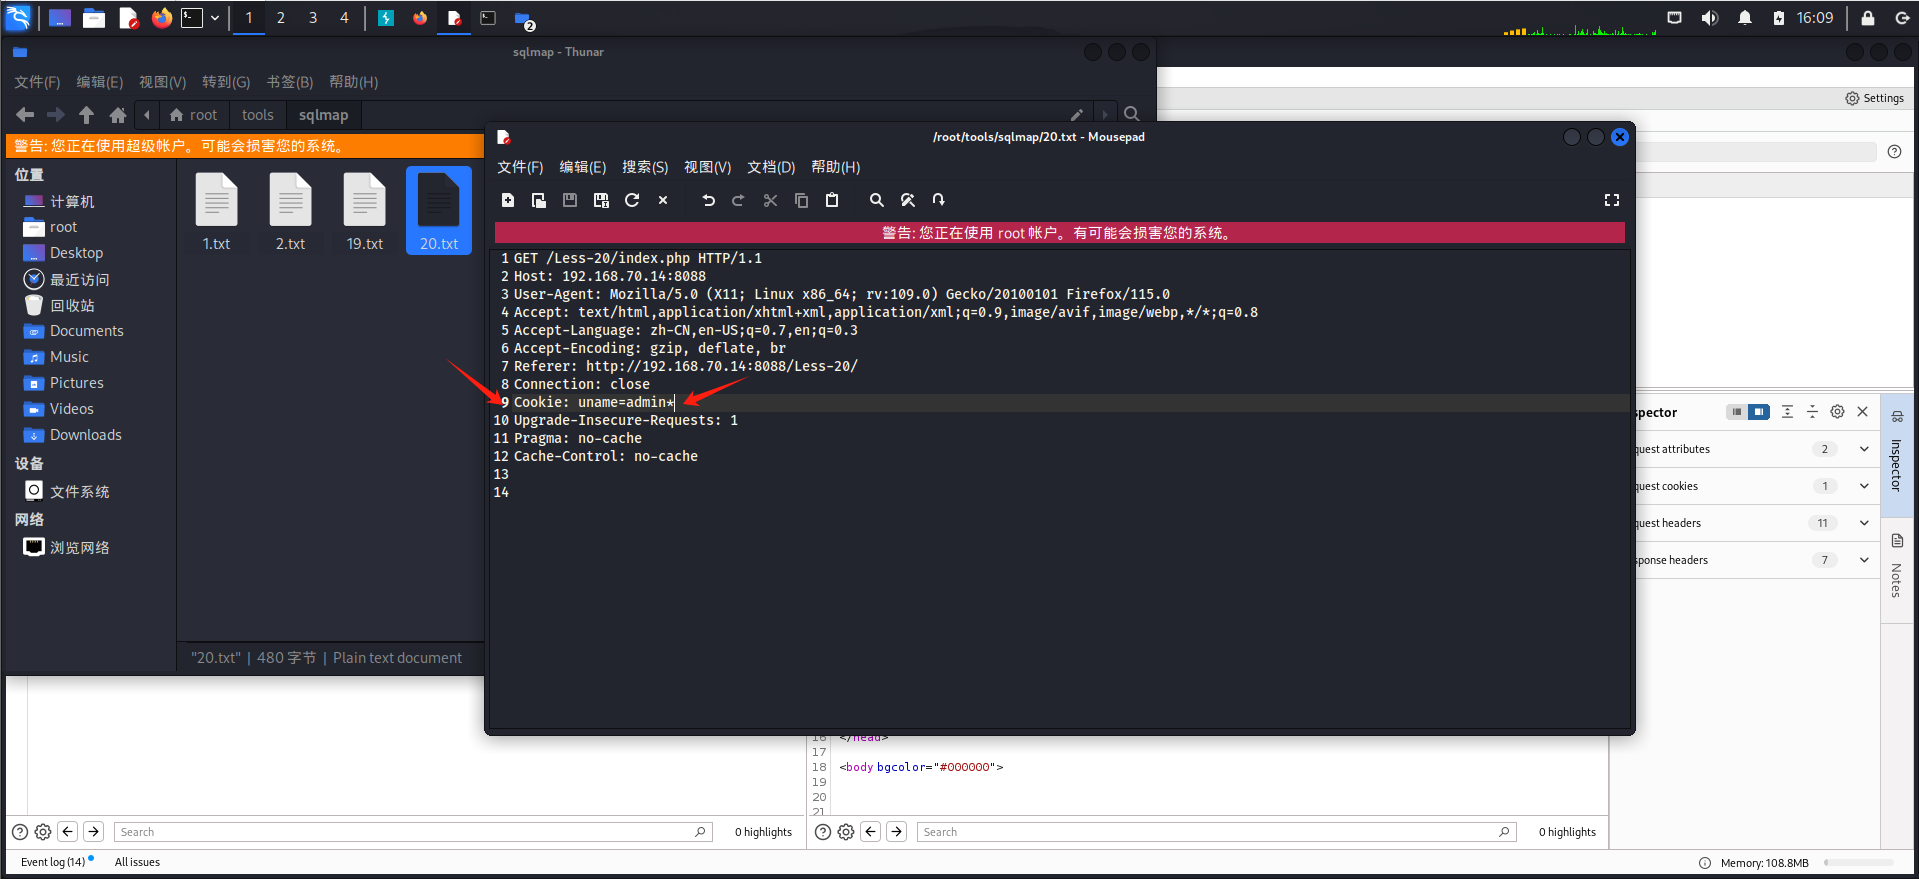 1 2 3 4
2
16:09
sqlmap - Thunar
文件(F) 编辑(E) 视图(V) 转到(G) 书签(B) 帮助(H)
root tools sqlmap
警告: 您正在使用超级帐户。可能会损害您的系统。
位置
计算机
root
Desktop
最近访问
回收站
Documents
Music
Pictures
Videos
Downloads
设备
文件系统
网络
浏览网络
1.txt 2.txt 19.txt 20.txt
"20.txt" | 480 字节 | Plain text document
/root/tools/sqlmap/20.txt - Mousepad
文件(F) 编辑(E) 搜索(S) 视图(V) 文档(D) 帮助(H)
警告: 您正在使用 root 帐户。有可能会损害您的系统。
1 GET /Less-20/index.php HTTP/1.1
2 Host: 192.168.70.14:8088
3 User-Agent: Mozilla/5.0 (X11; Linux x86_64; rv:109.0) Gecko/20100101 Firefox/115.0
4 Accept: text/html,application/xhtml+xml,application/xml;q=0.9,image/avif,image/webp,*/*;q=0.8
5 Accept-Language: zh-CN,en-US;q=0.7,en;q=0.3
6 Accept-Encoding: gzip, deflate, br
7 Referer: http://192.168.70.14:8088/Less-20/
8 Connection: close
9 Cookie: uname=admin*
10 Upgrade-Insecure-Requests: 1
11 Pragma: no-cache
12 Cache-Control: no-cache
13
14
Settings
spector
quest attributes 2
quest cookies 1
quest headers 11
sponse headers 7
Inspector
Notes
16 </head>
17
18 <body bgcolor="#000000">
19
20
21
Search 0 highlights
Search 0 highlights
Event log (14) All issues
Memory: 108.8MB